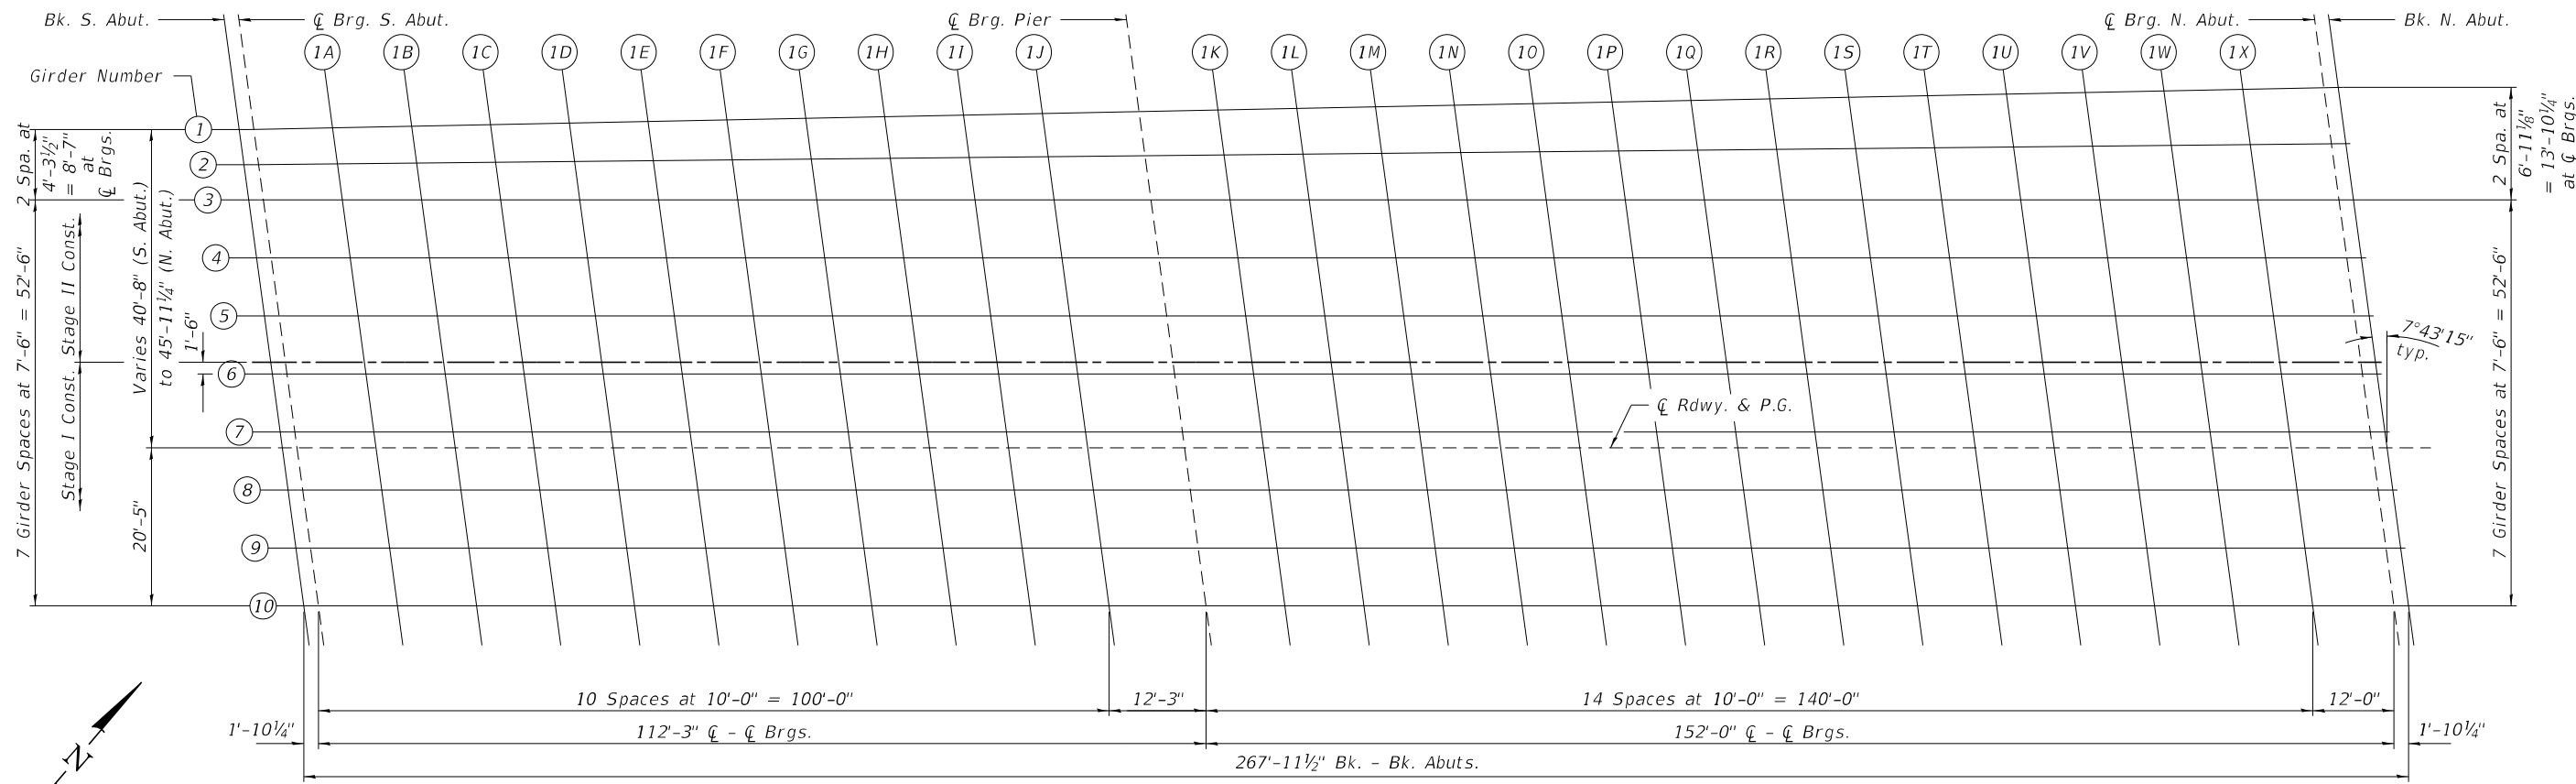 Bk. S. Abut.
℄ Brg. S. Abut.
℄ Brg. Pier
℄ Brg. N. Abut.
Bk. N. Abut.
1A 1B 1C 1D 1E 1F 1G 1H 1I 1J 1K 1L 1M 1N 1O 1P 1Q 1R 1S 1T 1U 1V 1W 1X
Girder Number
1
2
3
4
5
6
7
8
9
10
2 Spa. at
4'-3½"
= 8'-7"
at
℄ Brgs.
7 Girder Spaces at 7'-6" = 52'-6"
Stage II Const.
Stage I Const.
Varies 40'-8" (S. Abut.)
to 45'-11¼" (N. Abut.)
1'-6"
20'-5"
℄ Rdwy. & P.G.
7°43'15"
typ.
2 Spa. at
6'-11⅛"
= 13'-10¼"
at ℄ Brgs.
7 Girder Spaces at 7'-6" = 52'-6"
10 Spaces at 10'-0" = 100'-0"
12'-3"
14 Spaces at 10'-0" = 140'-0"
12'-0"
1'-10¼"
112'-3" ℄ - ℄ Brgs.
152'-0" ℄ - ℄ Brgs.
1'-10¼"
267'-11½" Bk. - Bk. Abuts.
N